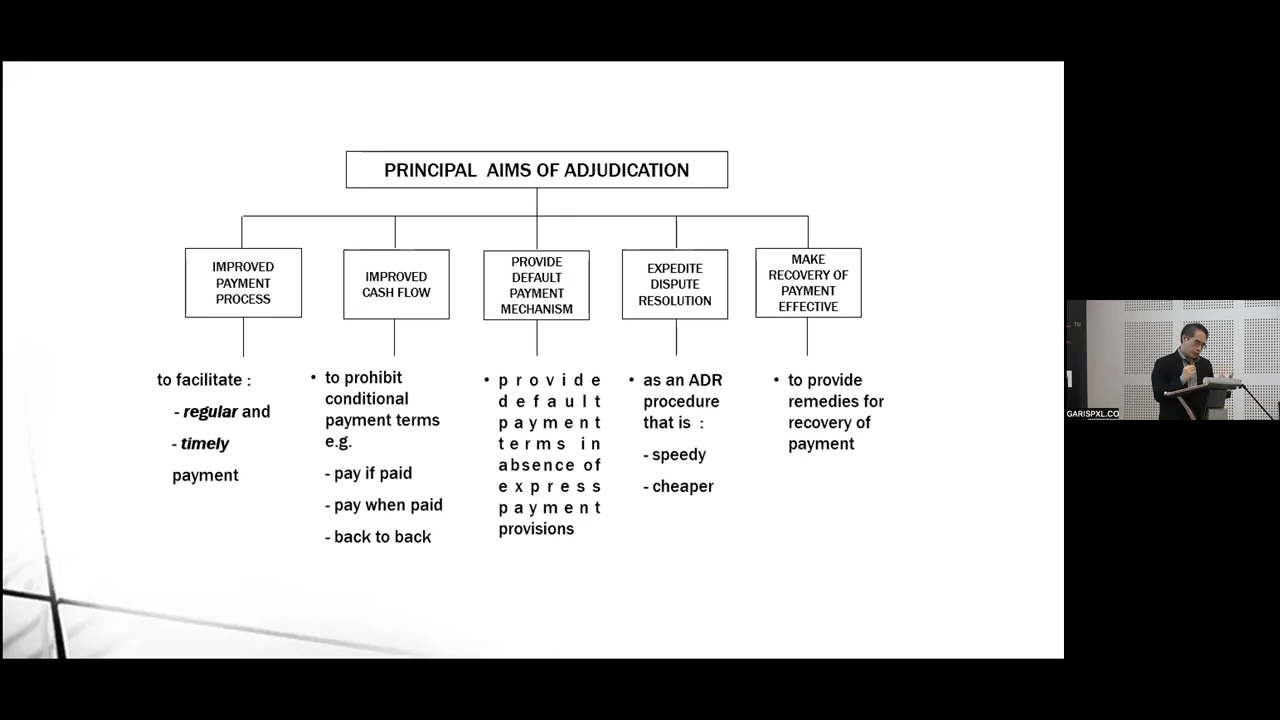 PRINCIPAL AIMS OF ADJUDICATION
IMPROVED
PAYMENT
PROCESS
IMPROVED
CASH FLOW
PROVIDE
DEFAULT
PAYMENT
MECHANISM
EXPEDITE
DISPUTE
RESOLUTION
MAKE
RECOVERY OF
PAYMENT
EFFECTIVE
to facilitate :
- regular and
- timely
payment
• to prohibit
conditional
payment terms
e.g.
- pay if paid
- pay when paid
- back to back
• provide
default
payment
terms in
absence of
express
payment
provisions
• as an ADR
procedure
that is :
- speedy
- cheaper
• to provide
remedies for
recovery of
payment
TM
GARISPXL.CO